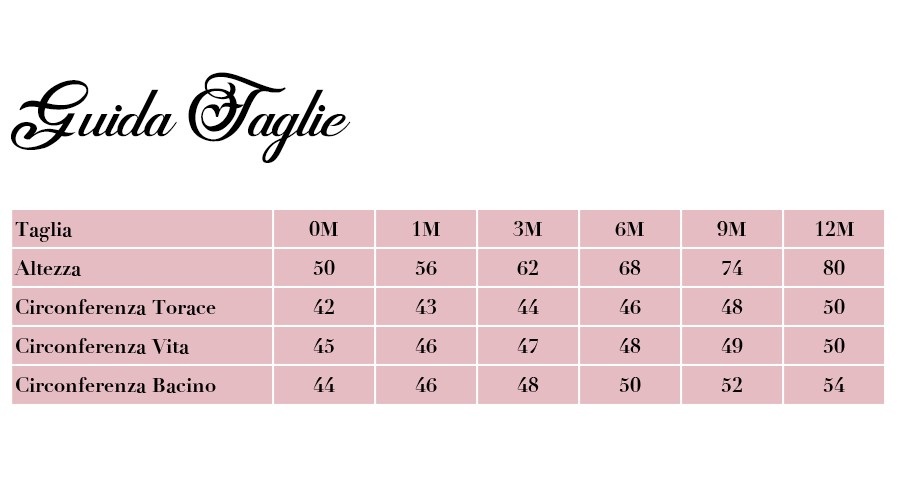 Guida Taglie
Taglia 0M 1M 3M 6M 9M 12M
Altezza 50 56 62 68 74 80
Circonferenza Torace 42 43 44 46 48 50
Circonferenza Vita 45 46 47 48 49 50
Circonferenza Bacino 44 46 48 50 52 54